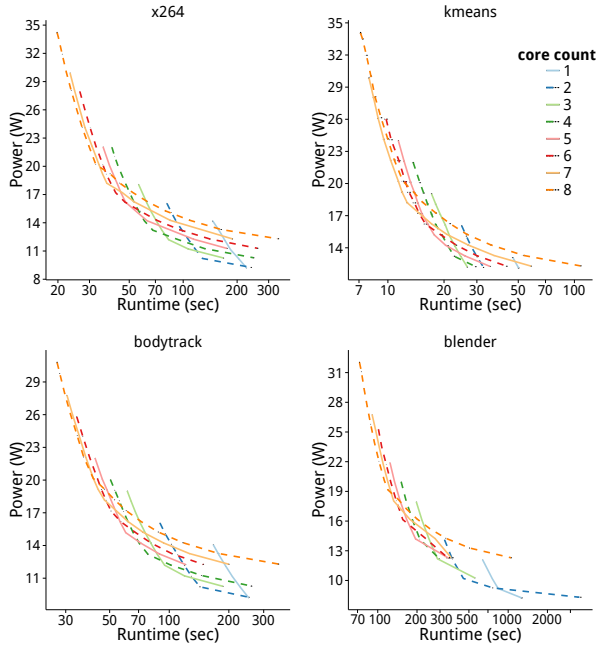 x264
Power (W)
35
32
29
26
23
20
17
14
11
8
20 30 50 70 100 200 300
Runtime (sec)
kmeans
Power (W)
35
32
29
26
23
20
17
14
7 10 20 30 50 70 100
Runtime (sec)
core count
1
2
3
4
5
6
7
8
bodytrack
Power (W)
29
26
23
20
17
14
11
30 50 70 100 200 300
Runtime (sec)
blender
Power (W)
31
28
25
22
19
16
13
10
70 100 200 300 500 1000 2000
Runtime (sec)